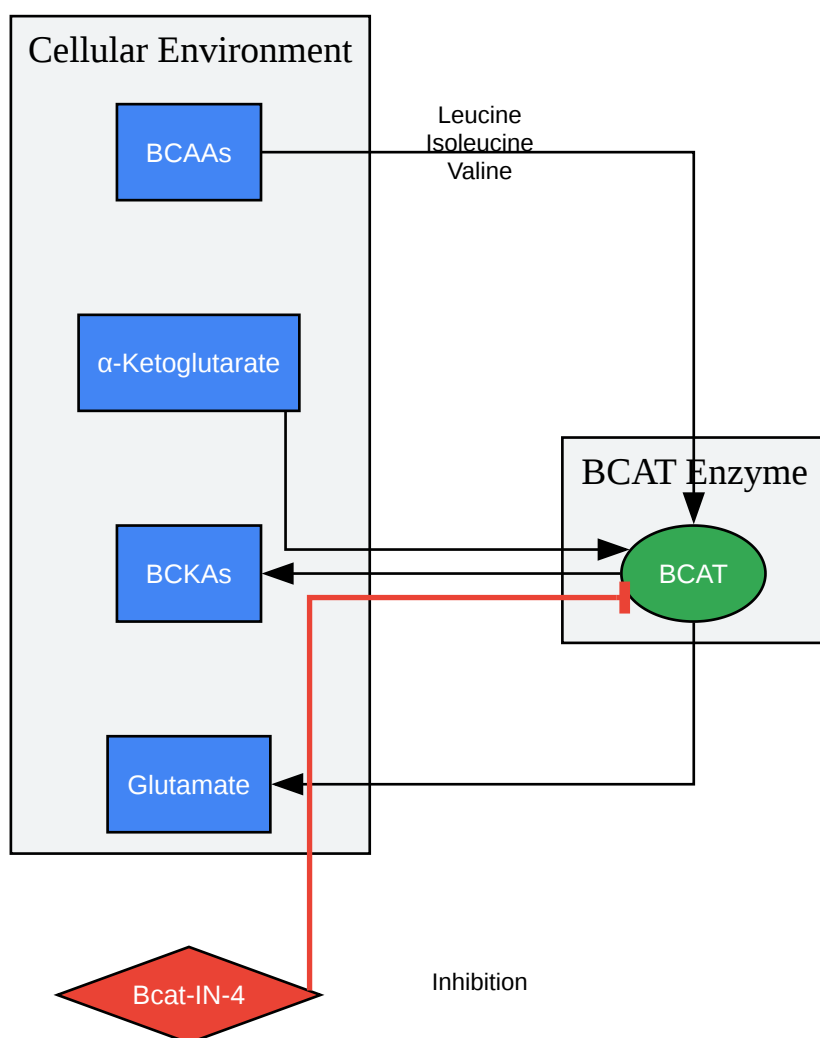 Cellular Environment
BCAAs
Leucine
Isoleucine
Valine
α-Ketoglutarate
BCAT Enzyme
BCKAs
BCAT
Glutamate
Bcat-IN-4
Inhibition